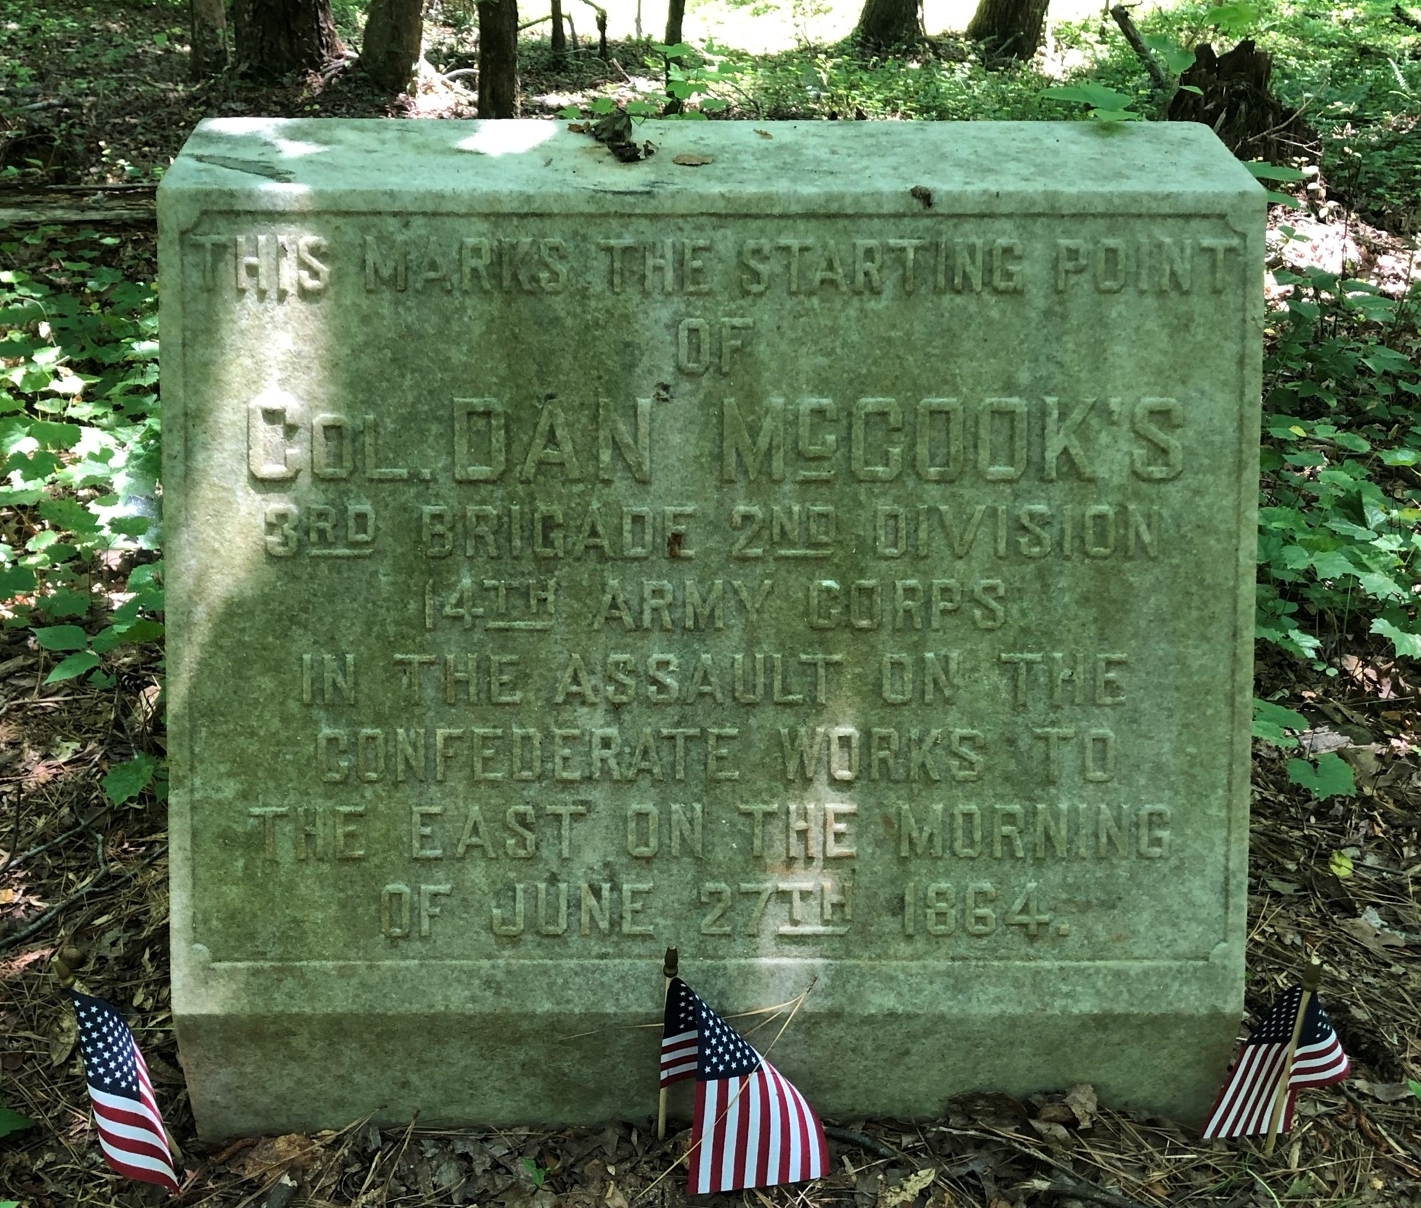 THIS MARKS THE STARTING POINT
OF
COL. DAN MCCOOK'S
3RD BRIGADE 2ND DIVISION
14TH ARMY CORPS
IN THE ASSAULT ON THE
CONFEDERATE WORKS TO
THE EAST ON THE MORNING
OF JUNE 27TH 1864.